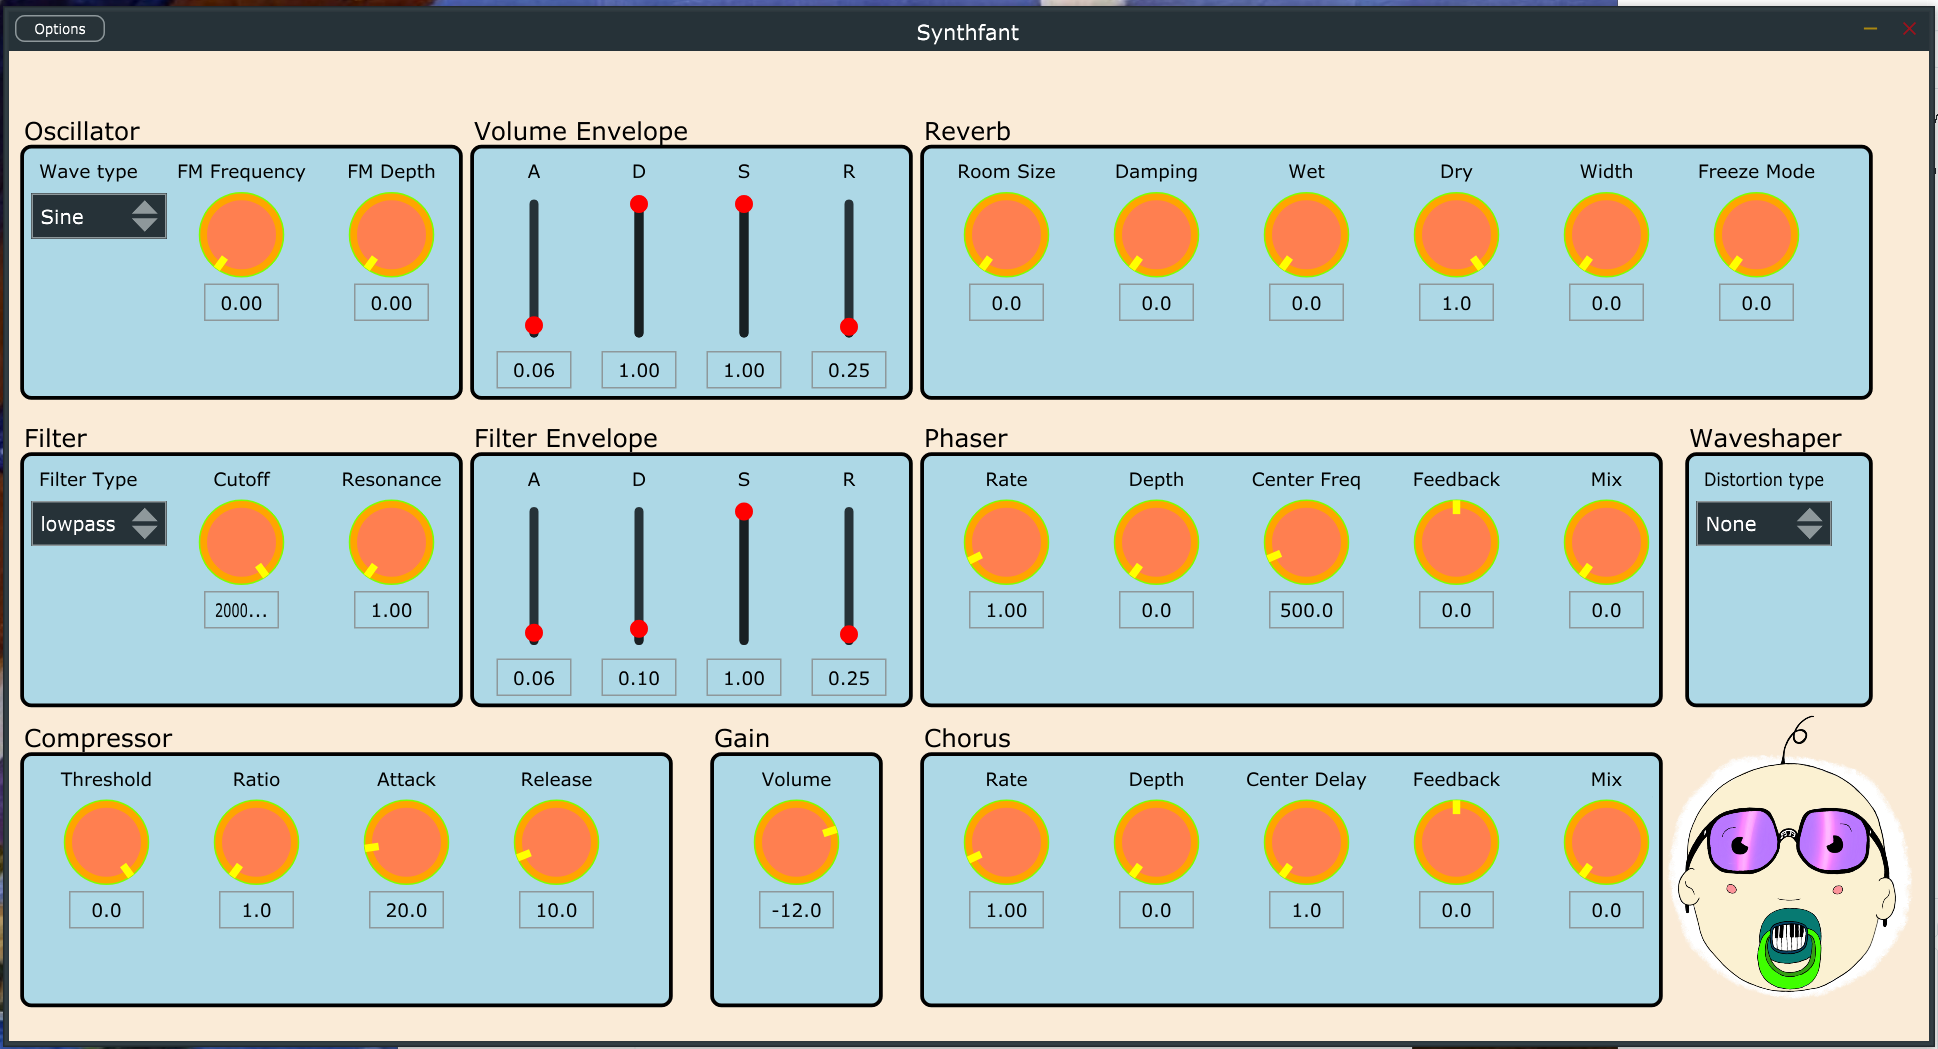 Options
Synthfant
Oscillator
Wave type
FM Frequency
FM Depth
Sine
0.00
0.00
Volume Envelope
A
D
S
R
0.06
1.00
1.00
0.25
Reverb
Room Size
Damping
Wet
Dry
Width
Freeze Mode
0.0
0.0
0.0
1.0
0.0
0.0
Filter
Filter Type
Cutoff
Resonance
lowpass
2000...
1.00
Filter Envelope
A
D
S
R
0.06
0.10
1.00
0.25
Phaser
Rate
Depth
Center Freq
Feedback
Mix
1.00
0.0
500.0
0.0
0.0
Waveshaper
Distortion type
None
Compressor
Threshold
Ratio
Attack
Release
0.0
1.0
20.0
10.0
Gain
Volume
-12.0
Chorus
Rate
Depth
Center Delay
Feedback
Mix
1.00
0.0
1.0
0.0
0.0